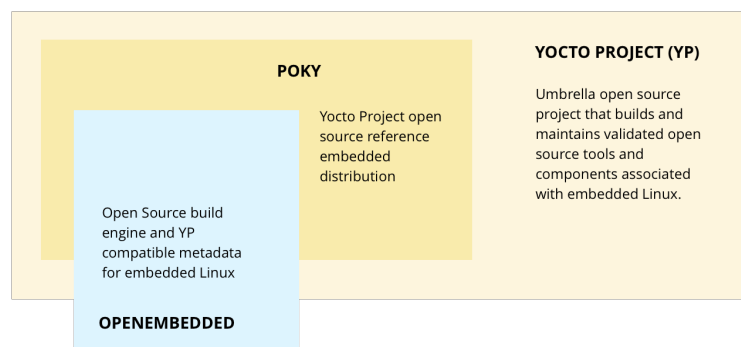 POKY
Yocto Project open
source reference
embedded
distribution
Open Source build
engine and YP
compatible metadata
for embedded Linux
OPENEMBEDDED
YOCTO PROJECT (YP)
Umbrella open source
project that builds and
maintains validated open
source tools and
components associated
with embedded Linux.